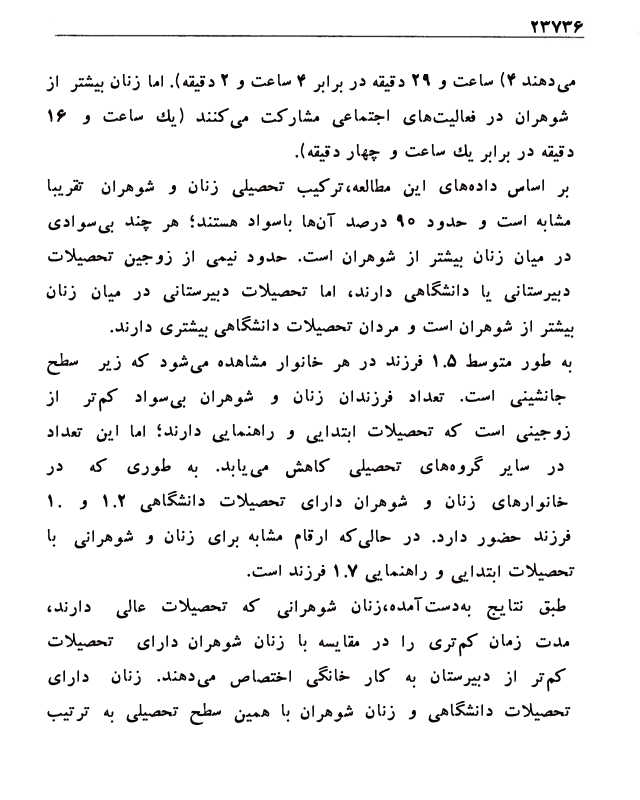 ۲۳۷۳۶
می‌دهند ۴) ساعت و ۲۹ دقیقه در برابر ۴ ساعت و ۲ دقیقه). اما زنان بیشتر از
شوهران در فعالیت‌های اجتماعی مشارکت می‌کنند (یك ساعت و ۱۶
دقیقه در برابر یك ساعت و چهار دقیقه).
بر اساس داده‌های این مطالعه،ترکیب تحصیلی زنان و شوهران تقریبا
مشابه است و حدود ۹۰ درصد آن‌ها باسواد هستند؛ هر چند بی‌سوادی
در میان زنان بیشتر از شوهران است. حدود نیمی از زوجین تحصیلات
دبیرستانی یا دانشگاهی دارند، اما تحصیلات دبیرستانی در میان زنان
بیشتر از شوهران است و مردان تحصیلات دانشگاهی بیشتری دارند.
به طور متوسط ۱.۵ فرزند در هر خانوار مشاهده می‌شود که زیر سطح
جانشینی است. تعداد فرزندان زنان و شوهران بی‌سواد کم‌تر از
زوجینی است که تحصیلات ابتدایی و راهنمایی دارند؛ اما این تعداد
در سایر گروه‌های تحصیلی کاهش می‌یابد. به طوری که در
خانوارهای زنان و شوهران دارای تحصیلات دانشگاهی ۱.۲ و ۱۰.
فرزند حضور دارد. در حالی‌که ارقام مشابه برای زنان و شوهرانی با
تحصیلات ابتدایی و راهنمایی ۱.۷ فرزند است.
طبق نتایج به‌دست‌آمده،زنان شوهرانی که تحصیلات عالی دارند،
مدت زمان کم‌تری را در مقایسه با زنان شوهران دارای تحصیلات
کم‌تر از دبیرستان به کار خانگی اختصاص می‌دهند. زنان دارای
تحصیلات دانشگاهی و زنان شوهران با همین سطح تحصیلی به ترتیب